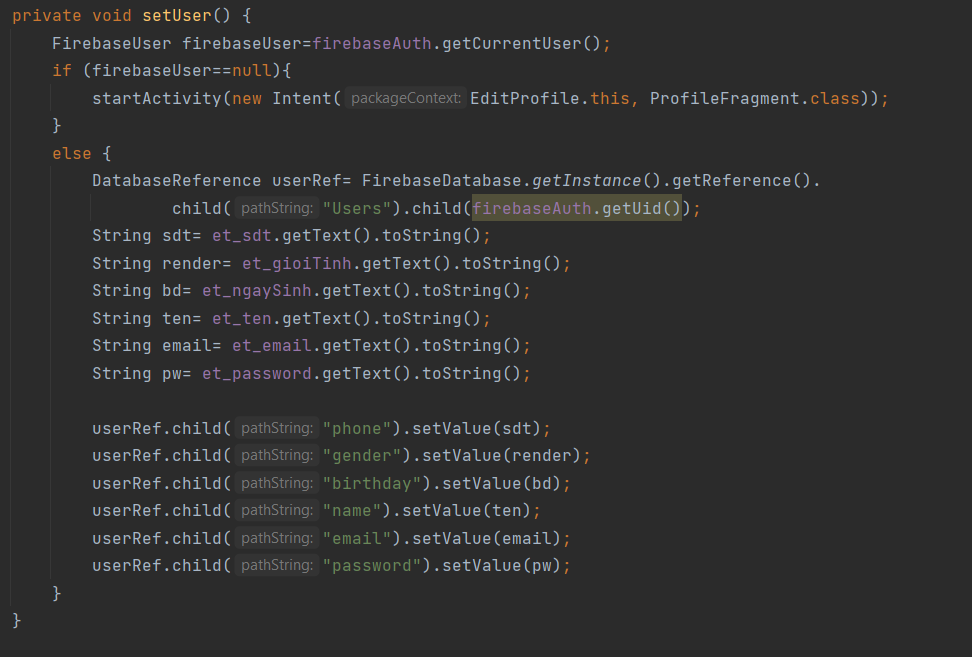 private void setUser() {
FirebaseUser firebaseUser=firebaseAuth.getCurrentUser();
if (firebaseUser==null){
startActivity(new Intent( packageContext: EditProfile.this, ProfileFragment.class));
}
else {
DatabaseReference userRef= FirebaseDatabase.getInstance().getReference().
child( pathString: "Users").child(firebaseAuth.getUid());
String sdt= et_sdt.getText().toString();
String render= et_gioiTinh.getText().toString();
String bd= et_ngaySinh.getText().toString();
String ten= et_ten.getText().toString();
String email= et_email.getText().toString();
String pw= et_password.getText().toString();
userRef.child( pathString: "phone").setValue(sdt);
userRef.child( pathString: "gender").setValue(render);
userRef.child( pathString: "birthday").setValue(bd);
userRef.child( pathString: "name").setValue(ten);
userRef.child( pathString: "email").setValue(email);
userRef.child( pathString: "password").setValue(pw);
}
}